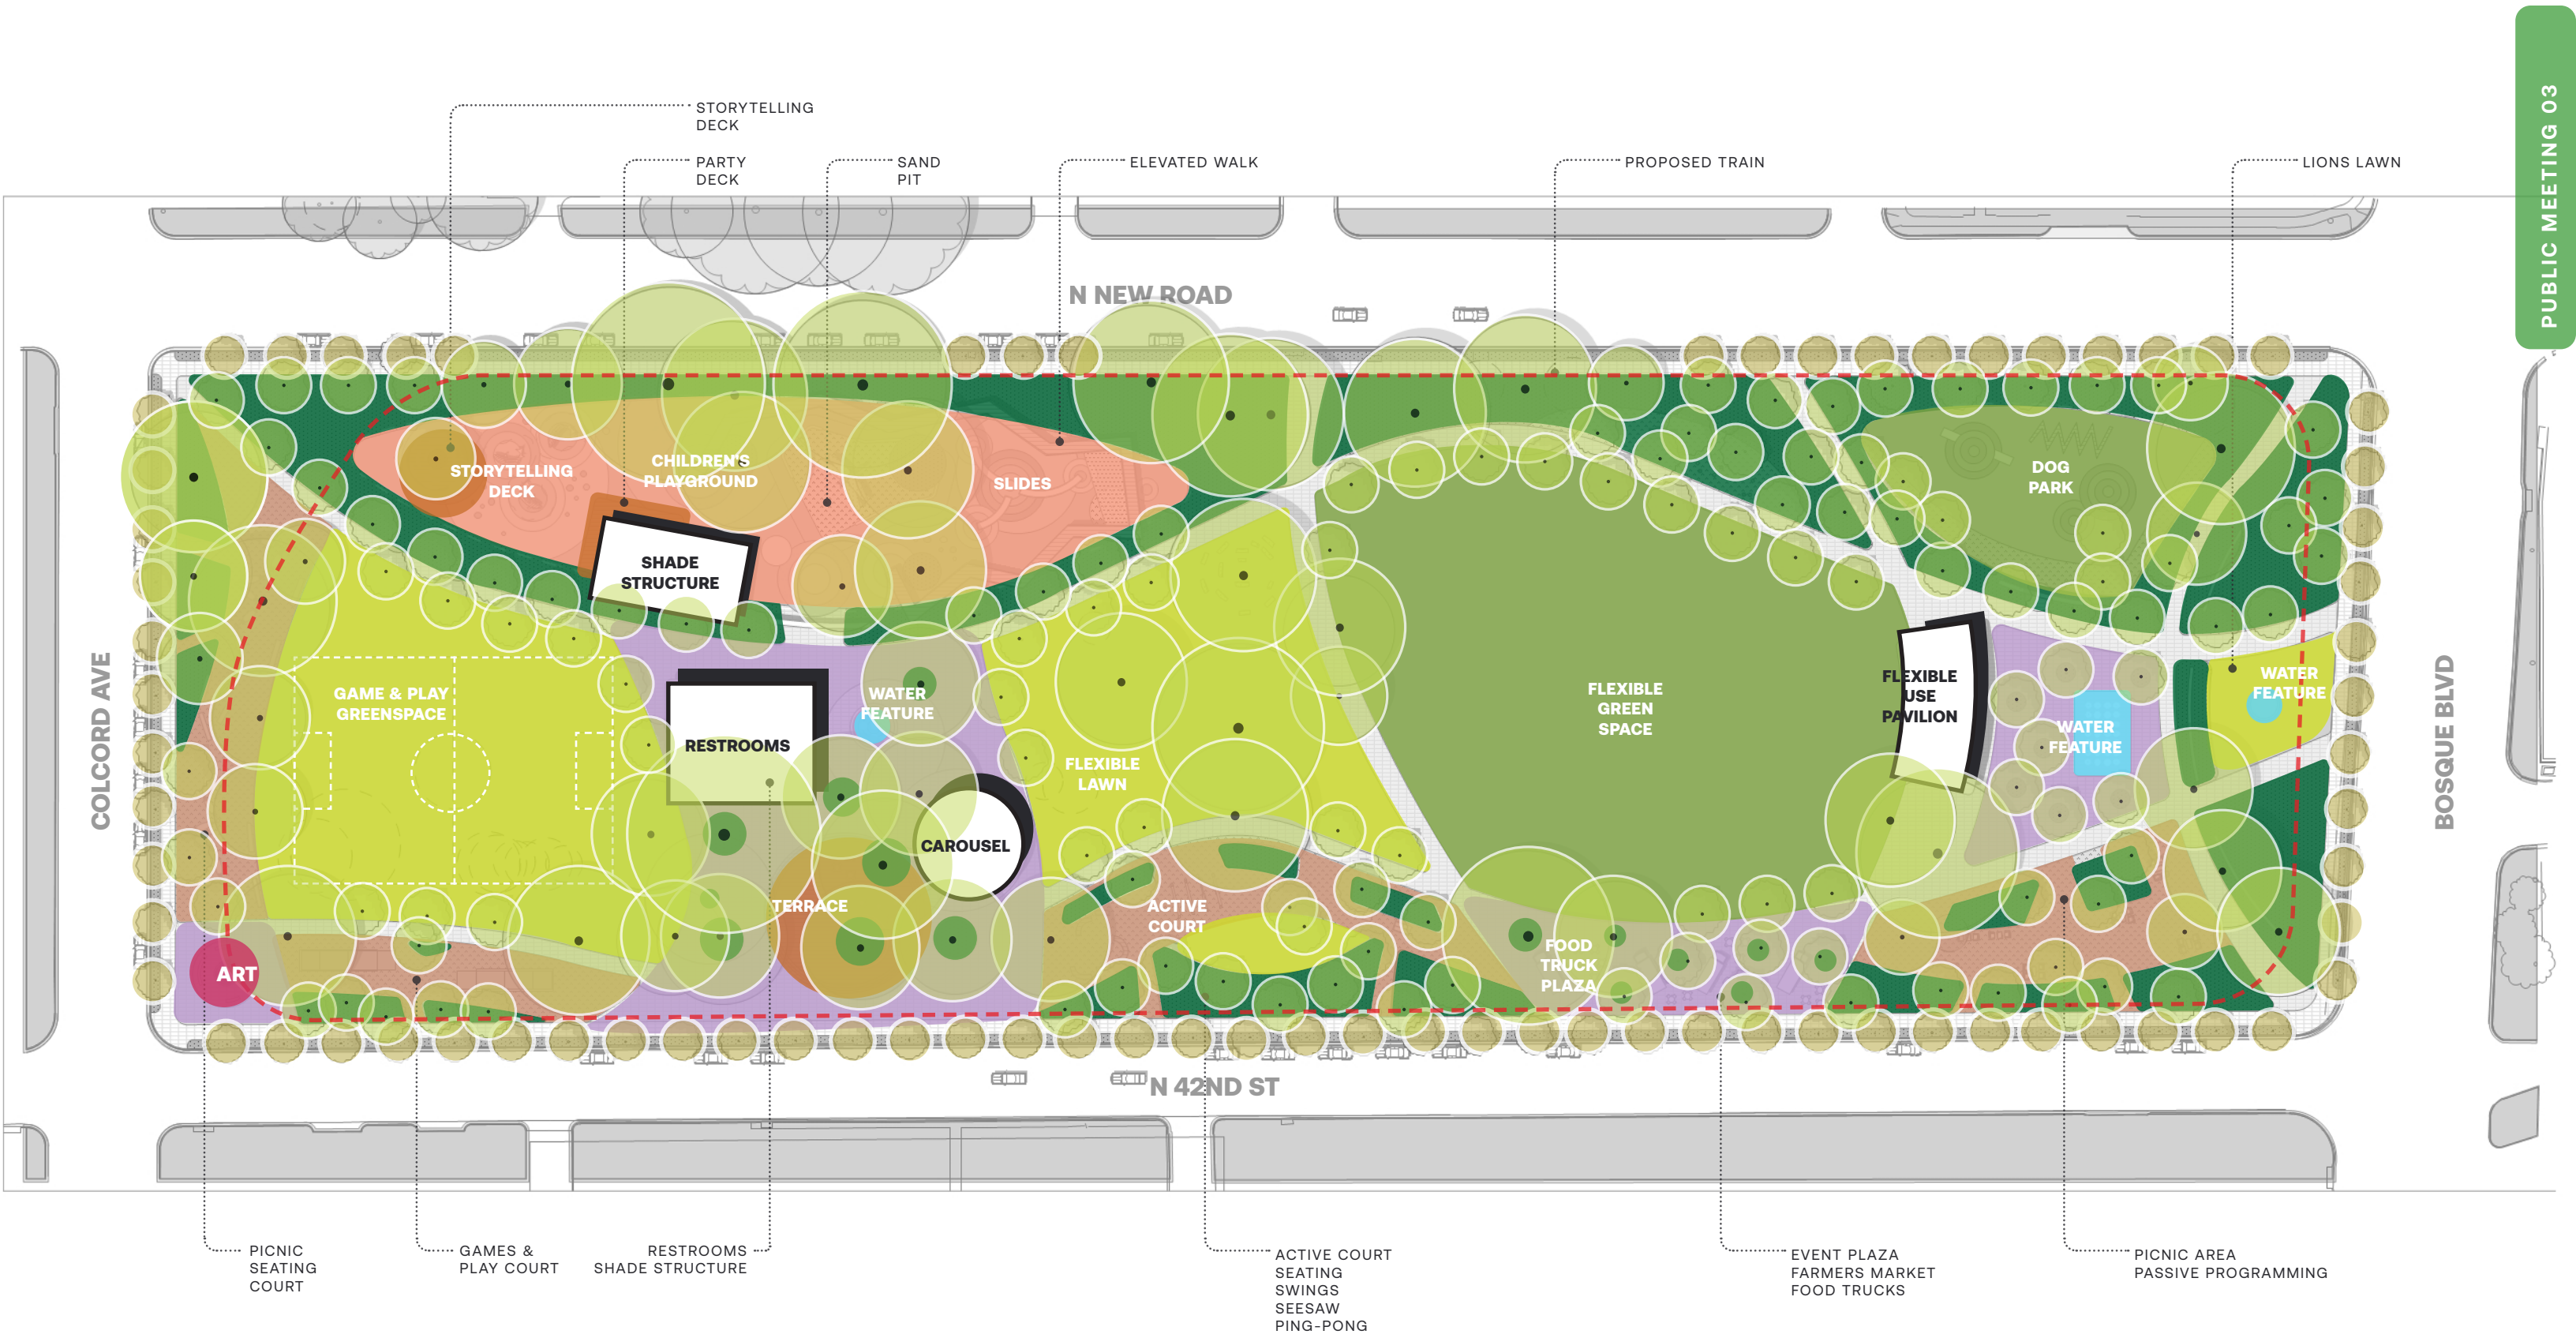 PUBLIC MEETING 03
STORYTELLING
DECK
PARTY
DECK
SAND
PIT
ELEVATED WALK
PROPOSED TRAIN
LIONS LAWN
N NEW ROAD
STORYTELLING
DECK
CHILDREN'S
PLAYGROUND
SLIDES
DOG
PARK
SHADE
STRUCTURE
COLCORD AVE
GAME & PLAY
GREENSPACE
RESTROOMS
WATER
FEATURE
FLEXIBLE
LAWN
CAROUSEL
FLEXIBLE
GREEN
SPACE
FLEXIBLE
USE
PAVILION
WATER
FEATURE
WATER
FEATURE
BOSQUE BLVD
ART
TERRACE
ACTIVE
COURT
FOOD
TRUCK
PLAZA
N 42ND ST
PICNIC
SEATING
COURT
GAMES &
PLAY COURT
RESTROOMS
SHADE STRUCTURE
ACTIVE COURT
SEATING
SWINGS
SEESAW
PING-PONG
EVENT PLAZA
FARMERS MARKET
FOOD TRUCKS
PICNIC AREA
PASSIVE PROGRAMMING